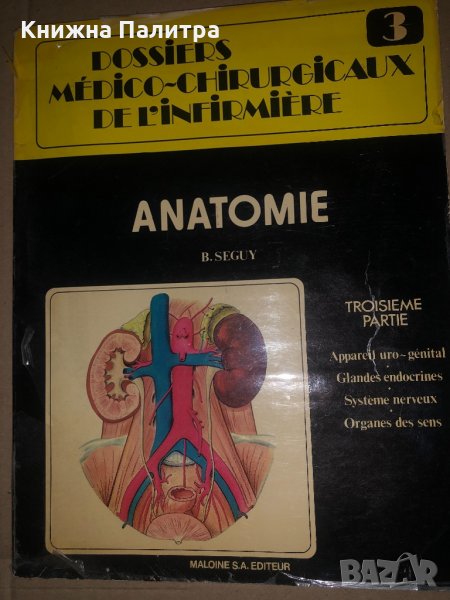 Книжна Палитра
3
DOSSIERS
MÉDICO~CHIRURGICAUX
DE L'INFIRMIÈRE
ANATOMIE
B. SEGUY
TROISIEME
PARTIE
Appareil uro~génital
Glandes endocrines
Système nerveux
Organes des sens
MALOINE S.A. EDITEUR
BAZAR